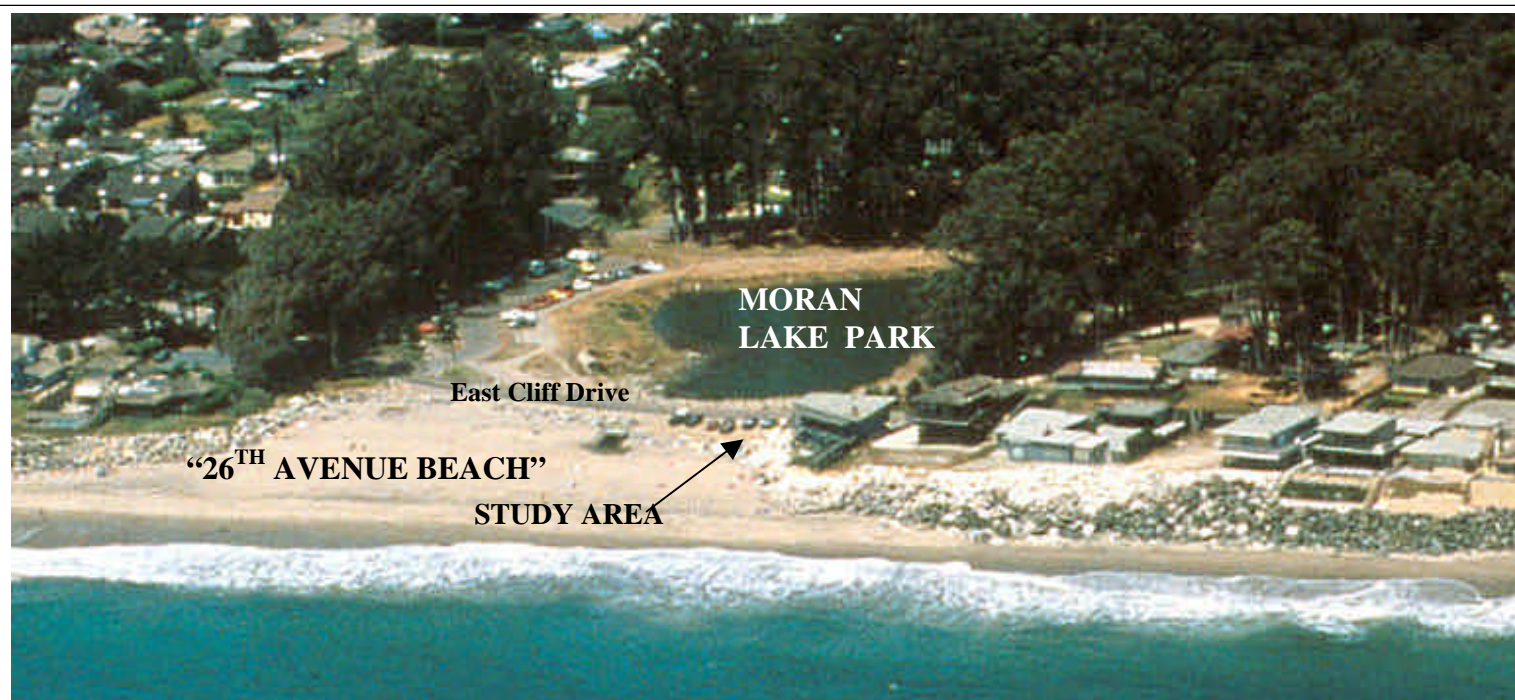 MORAN
LAKE PARK
East Cliff Drive
“26TH AVENUE BEACH”
STUDY AREA